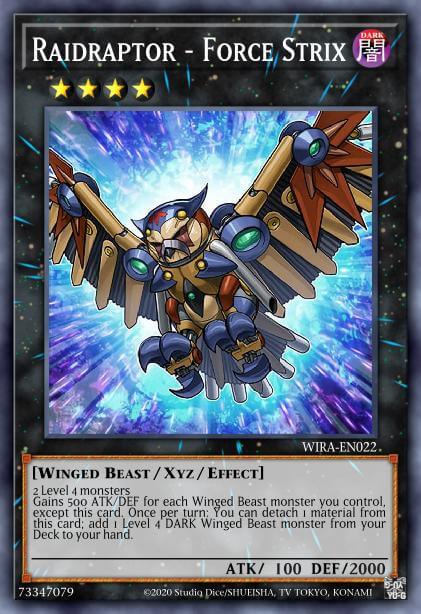 Raidraptor - Force Strix
DARK
闇
WIRA-EN022
[Winged Beast/Xyz/Effect]
2 Level 4 monsters
Gains 500 ATK/DEF for each Winged Beast monster you control,
except this card. Once per turn: You can detach 1 material from
this card; add 1 Level 4 DARK Winged Beast monster from your
Deck to your hand.
ATK/ 100 DEF/2000
73347079
©2020 Studio Dice/SHUEISHA, TV TOKYO, KONAMI